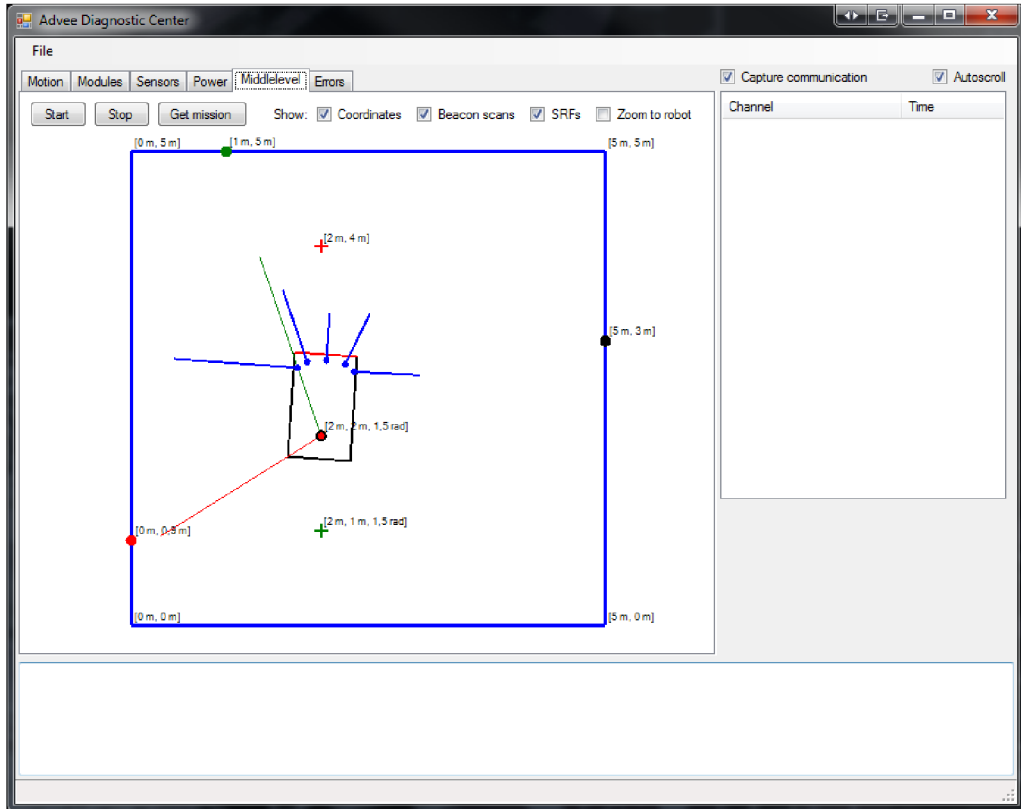 Advee Diagnostic Center
File
Motion Modules Sensors Power Middlelevel Errors
Capture communication Autoscroll
Start Stop Get mission Show: Coordinates Beacon scans SRFs Zoom to robot
Channel Time
[0 m, 5 m] [1 m, 5 m] [5 m, 5 m]
[2 m, 4 m]
[5 m, 3 m]
[2 m, 2 m, 1,5 rad]
[2 m, 1 m, 1,5 rad]
[0 m, 0,9 m]
[0 m, 0 m] [5 m, 0 m]